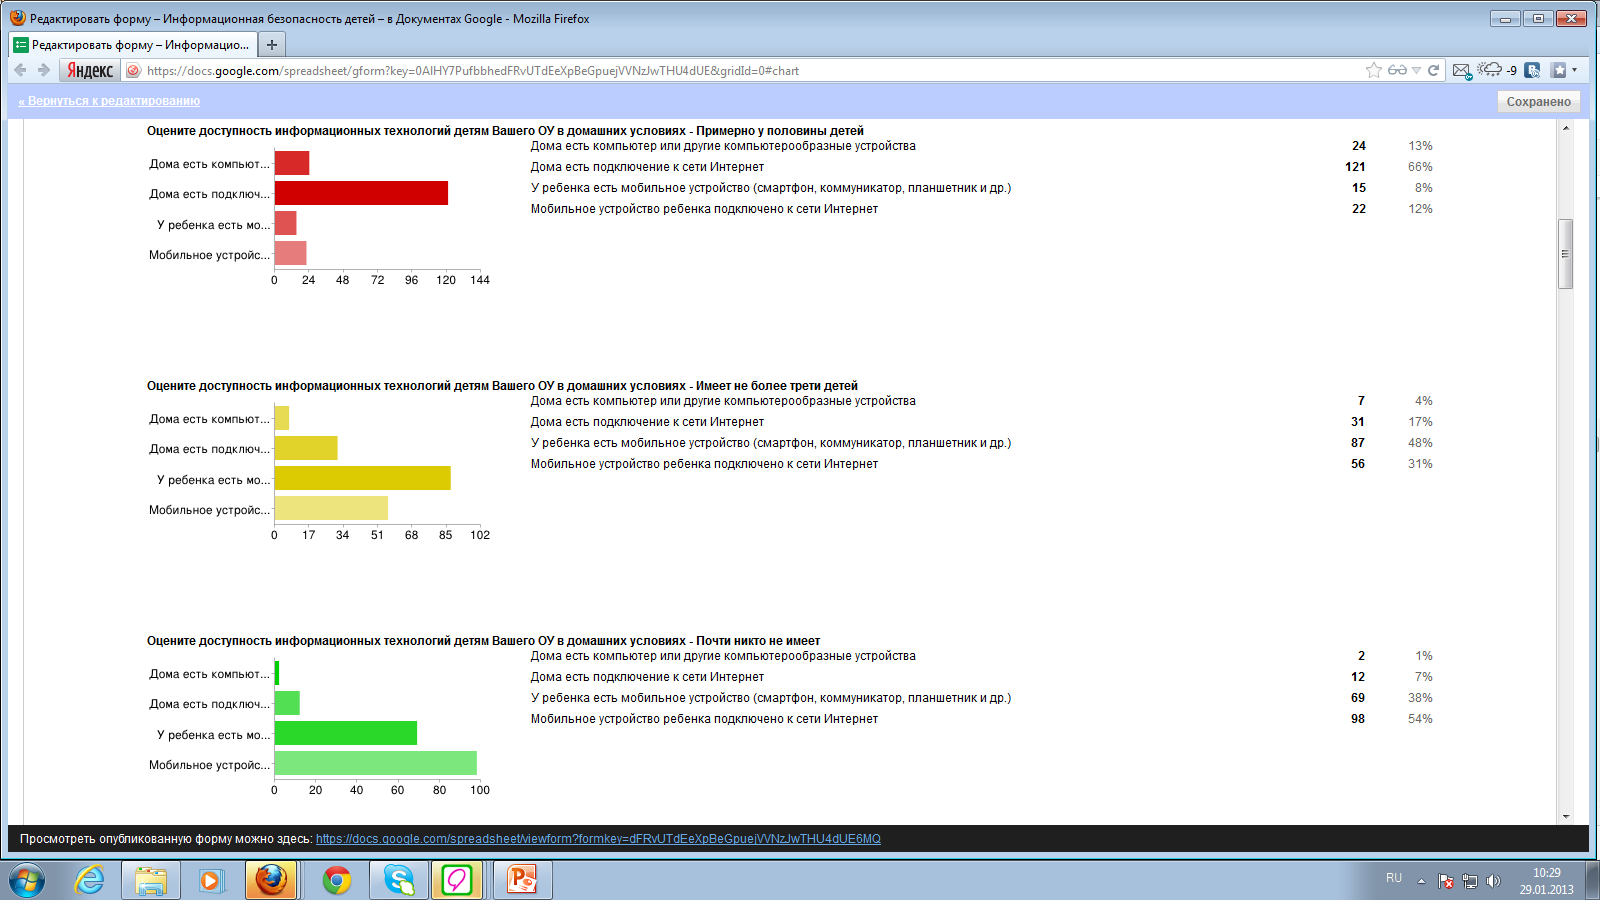 Редактировать форму – Информационная безопасность детей – в Документах Google - Mozilla Firefox
Редактировать форму – Информацио...
Яндекс
https://docs.google.com/spreadsheet/gform?key=0AlHY7PufbbhedFRvUTdEeXpBeGpuejVVNzJwTHU4dUE&gridId=0#chart
-9
« Вернуться к редактированию
Сохранено
Оцените доступность информационных технологий детям Вашего ОУ в домашних условиях - Примерно у половины детей
Дома есть компьютер или другие компьютерообразные устройства 24 13%
Дома есть подключение к сети Интернет 121 66%
У ребенка есть мобильное устройство (смартфон, коммуникатор, планшетник и др.) 15 8%
Мобильное устройство ребенка подключено к сети Интернет 22 12%
Дома есть компьют...
Дома есть подключ...
У ребенка есть мо...
Мобильное устройс...
0 24 48 72 96 120 144
Оцените доступность информационных технологий детям Вашего ОУ в домашних условиях - Имеет не более трети детей
Дома есть компьютер или другие компьютерообразные устройства 7 4%
Дома есть подключение к сети Интернет 31 17%
У ребенка есть мобильное устройство (смартфон, коммуникатор, планшетник и др.) 87 48%
Мобильное устройство ребенка подключено к сети Интернет 56 31%
Дома есть компьют...
Дома есть подключ...
У ребенка есть мо...
Мобильное устройс...
0 17 34 51 68 85 102
Оцените доступность информационных технологий детям Вашего ОУ в домашних условиях - Почти никто не имеет
Дома есть компьютер или другие компьютерообразные устройства 2 1%
Дома есть подключение к сети Интернет 12 7%
У ребенка есть мобильное устройство (смартфон, коммуникатор, планшетник и др.) 69 38%
Мобильное устройство ребенка подключено к сети Интернет 98 54%
Дома есть компьют...
Дома есть подключ...
У ребенка есть мо...
Мобильное устройс...
0 20 40 60 80 100
Просмотреть опубликованную форму можно здесь: https://docs.google.com/spreadsheet/viewform?formkey=dFRvUTdEeXpBeGpuejVVNzJwTHU4dUE6MQ
RU
10:29
29.01.2013